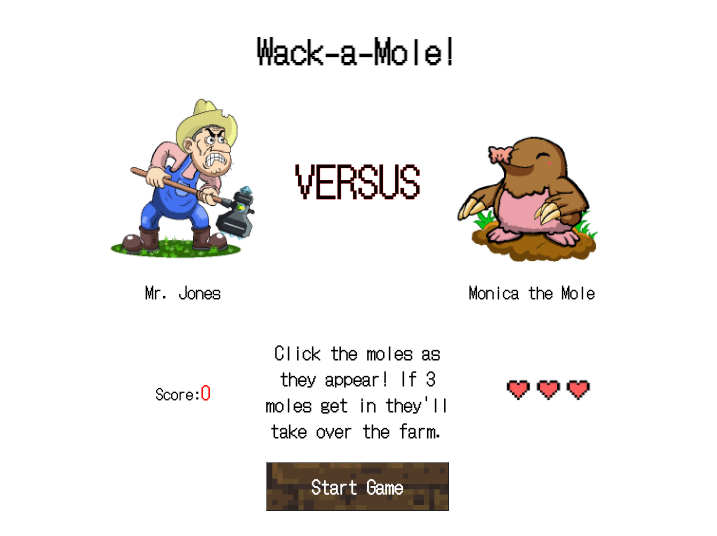 Wack-a-Mole!
VERSUS
Mr. Jones
Monica the Mole
Click the moles as
they appear! If 3
moles get in they'll
take over the farm.
Score:0
Start Game